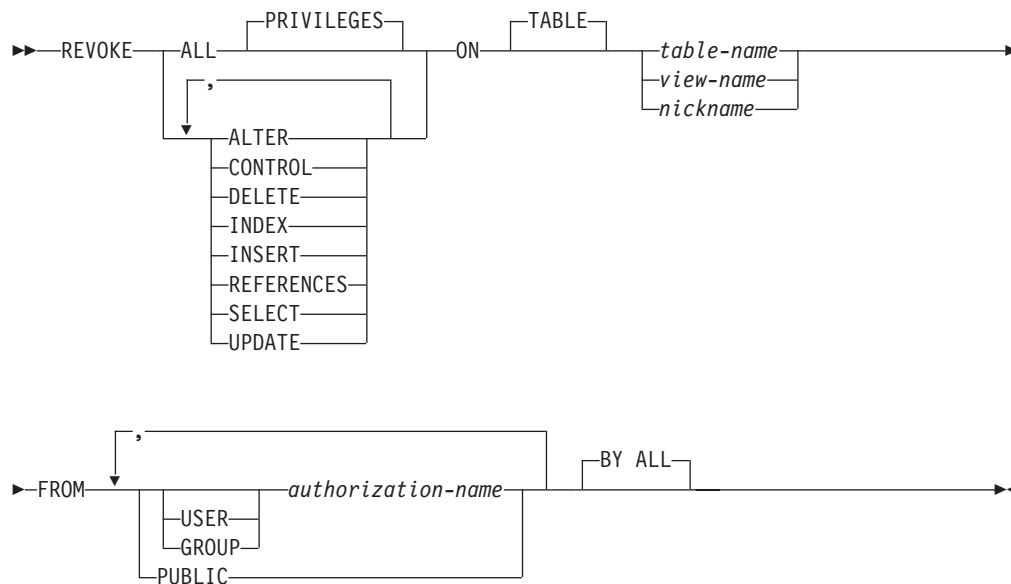 PRIVILEGES TABLE
REVOKE ALL ON table-name
, view-name
nickname
ALTER
CONTROL
DELETE
INDEX
INSERT
REFERENCES
SELECT
UPDATE
,
BY ALL
FROM authorization-name
USER
GROUP
PUBLIC